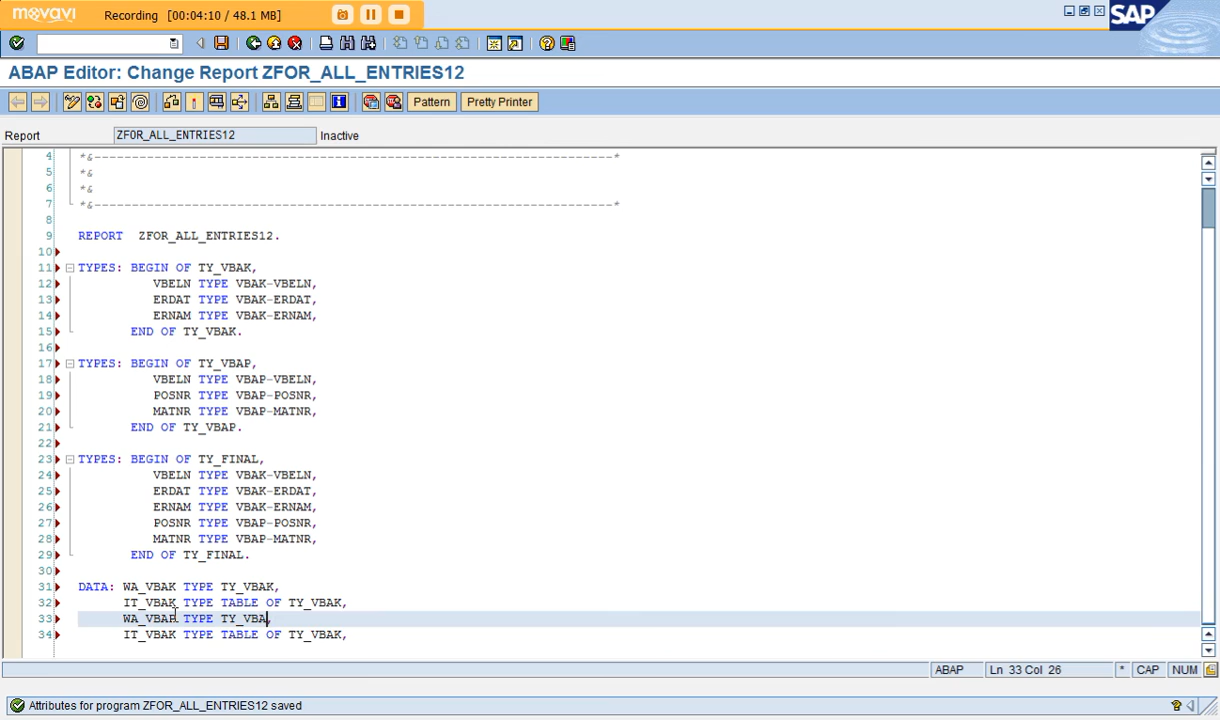 movavi Recording [00:04:10 / 48.1 MB]
SAP
ABAP Editor: Change Report ZFOR_ALL_ENTRIES12
Pattern Pretty Printer
Report ZFOR_ALL_ENTRIES12 Inactive
4 *&---------------------------------------------------------------------*
5 *&
6 *&
7 *&---------------------------------------------------------------------*
8
9 REPORT ZFOR_ALL_ENTRIES12.
10
11 TYPES: BEGIN OF TY_VBAK,
12 VBELN TYPE VBAK-VBELN,
13 ERDAT TYPE VBAK-ERDAT,
14 ERNAM TYPE VBAK-ERNAM,
15 END OF TY_VBAK.
16
17 TYPES: BEGIN OF TY_VBAP,
18 VBELN TYPE VBAP-VBELN,
19 POSNR TYPE VBAP-POSNR,
20 MATNR TYPE VBAP-MATNR,
21 END OF TY_VBAP.
22
23 TYPES: BEGIN OF TY_FINAL,
24 VBELN TYPE VBAK-VBELN,
25 ERDAT TYPE VBAK-ERDAT,
26 ERNAM TYPE VBAK-ERNAM,
27 POSNR TYPE VBAP-POSNR,
28 MATNR TYPE VBAP-MATNR,
29 END OF TY_FINAL.
30
31 DATA: WA_VBAK TYPE TY_VBAK,
32 IT_VBAK TYPE TABLE OF TY_VBAK,
33 WA_VBAP TYPE TY_VBA,
34 IT_VBAK TYPE TABLE OF TY_VBAK,
ABAP Ln 33 Col 26 * CAP NUM
Attributes for program ZFOR_ALL_ENTRIES12 saved